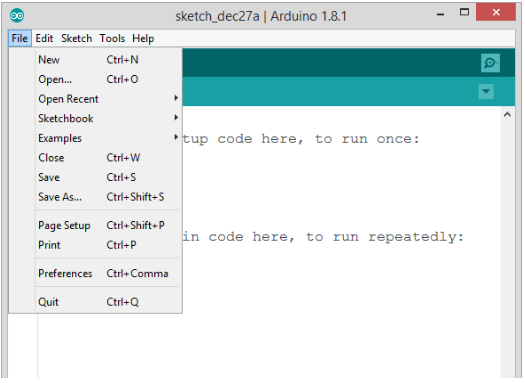 sketch_dec27a | Arduino 1.8.1
File Edit Sketch Tools Help
New Ctrl+N
Open... Ctrl+O
Open Recent
Sketchbook
Examples
tup code here, to run once:
Close Ctrl+W
Save Ctrl+S
Save As... Ctrl+Shift+S
Page Setup Ctrl+Shift+P
in code here, to run repeatedly:
Print Ctrl+P
Preferences Ctrl+Comma
Quit Ctrl+Q